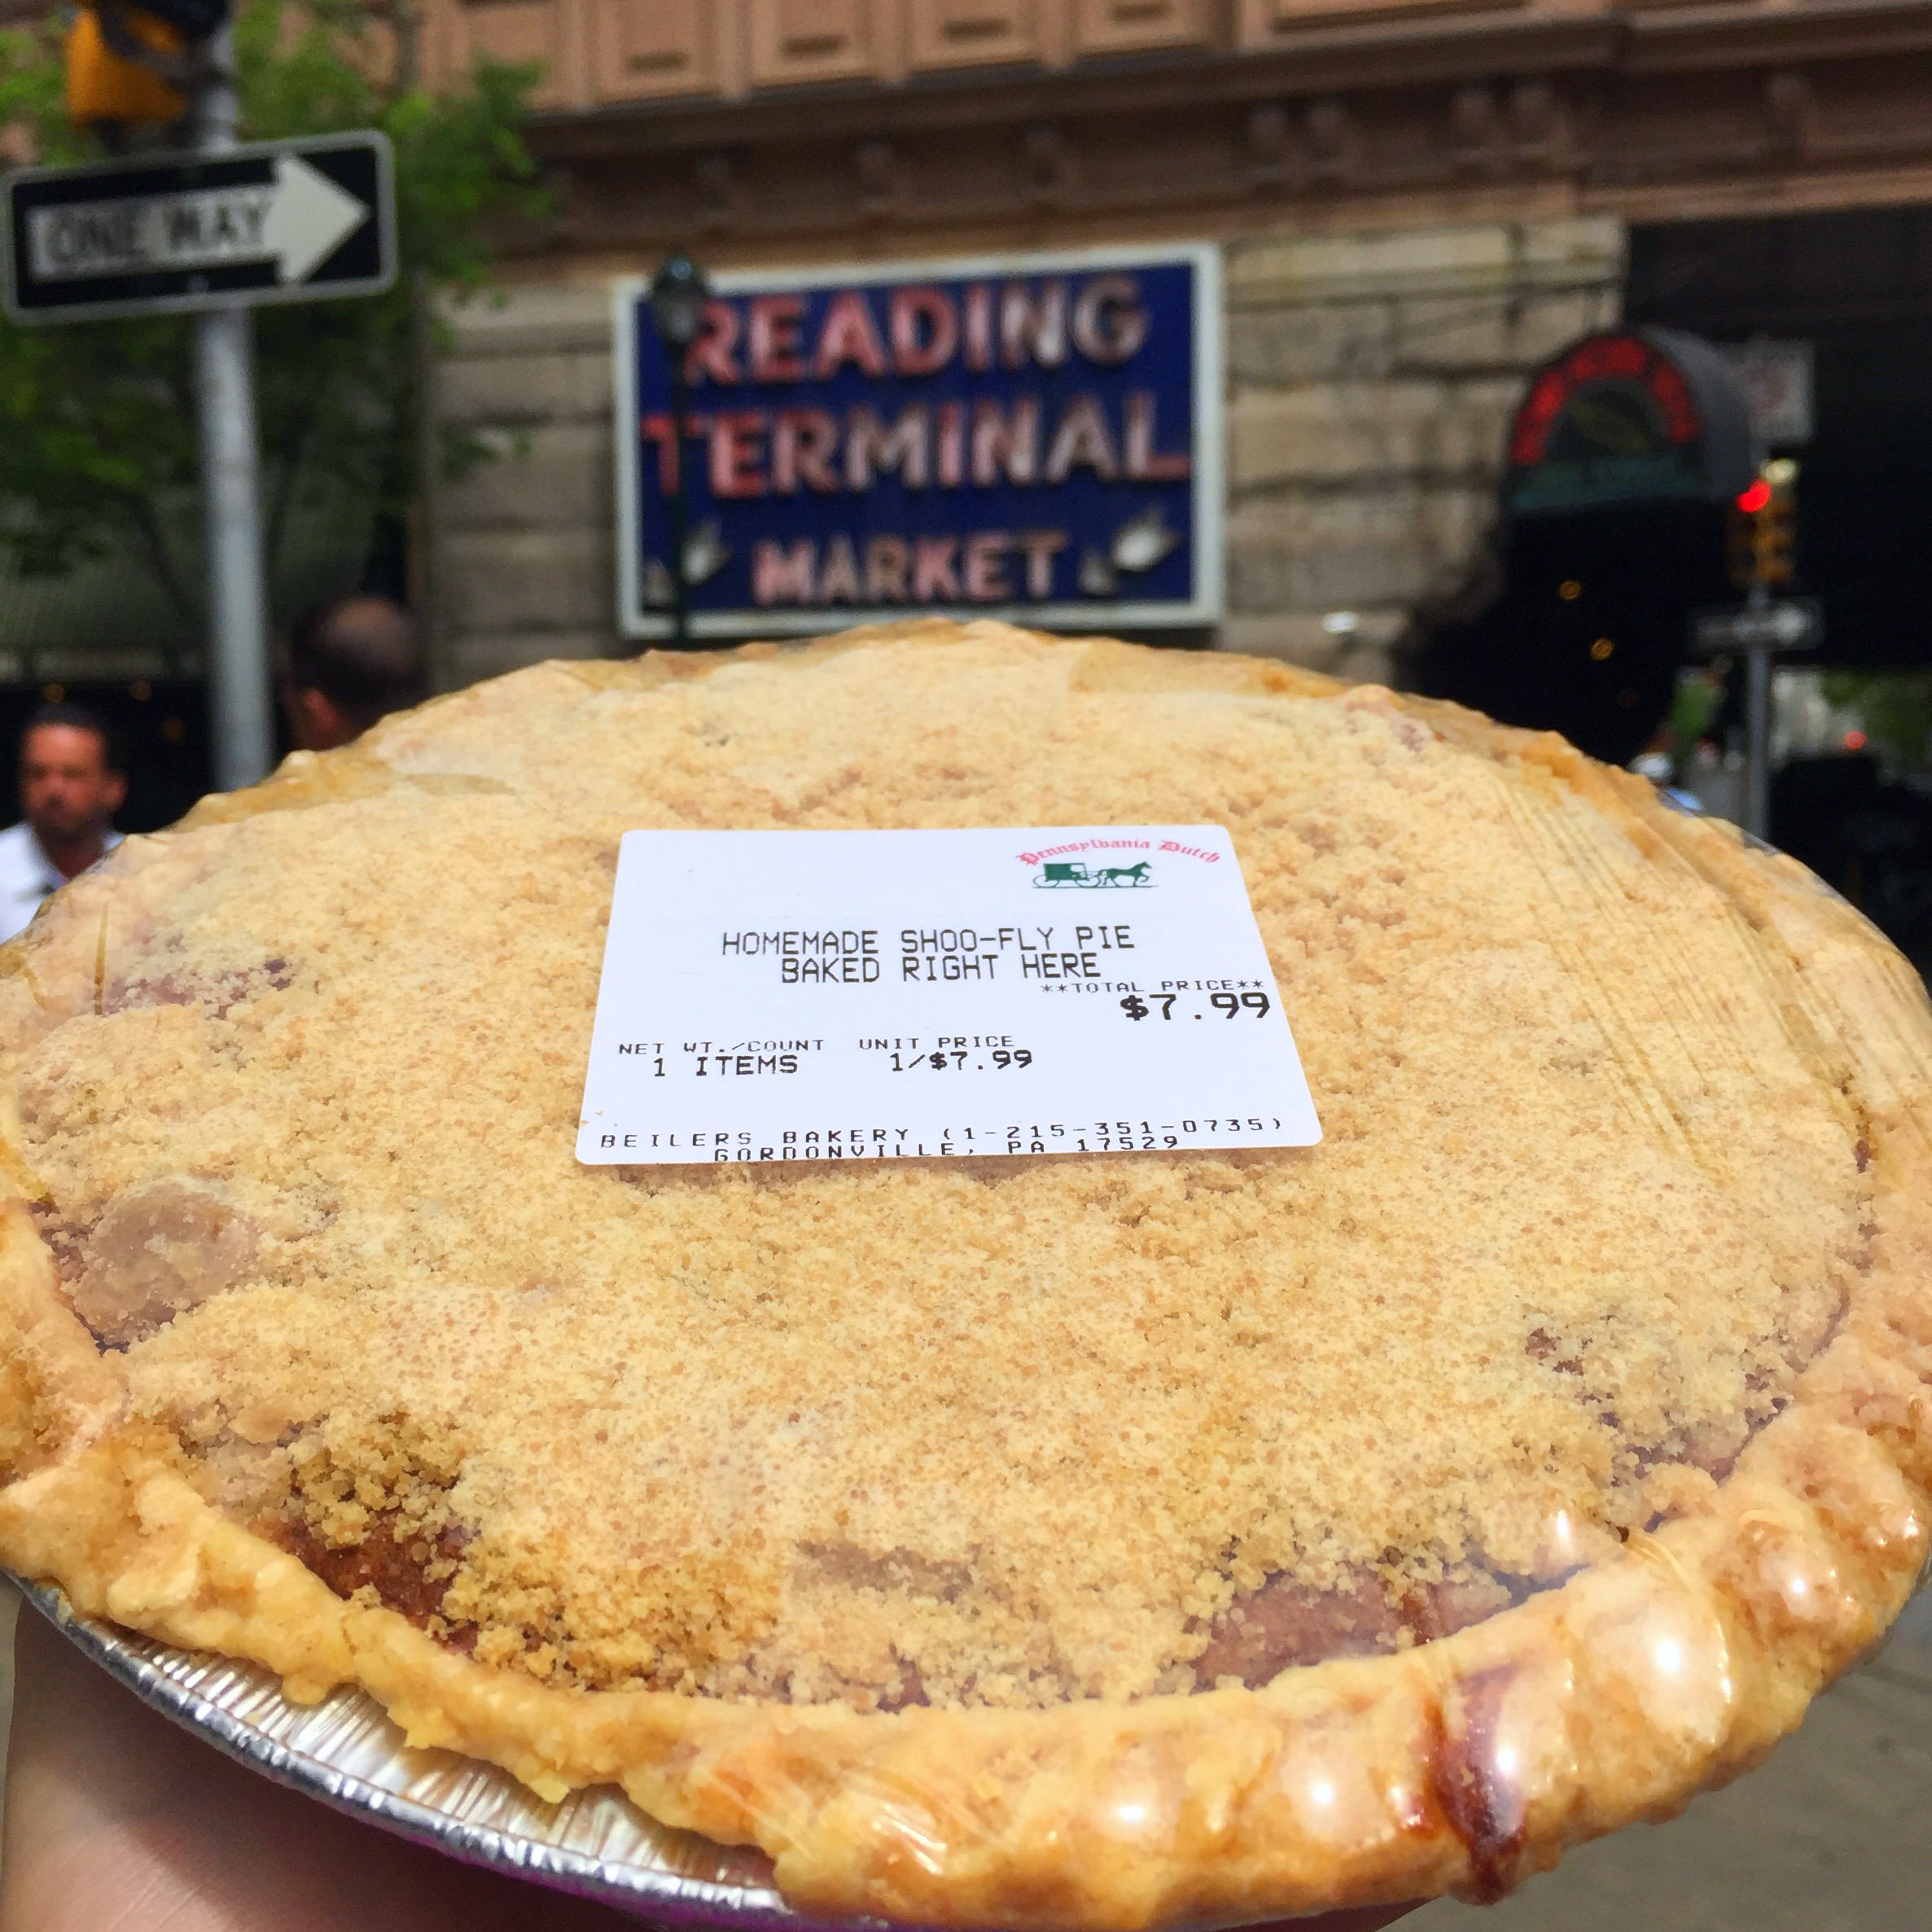 ONE WAY
READING
TERMINAL
MARKET
Pennsylvania Dutch
HOMEMADE SHOO-FLY PIE
BAKED RIGHT HERE
**TOTAL PRICE**
$7.99
NET WT./COUNT UNIT PRICE
1 ITEMS 1/$7.99
BEILERS BAKERY (1-215-351-0735)
GORDONVILLE, PA 17529